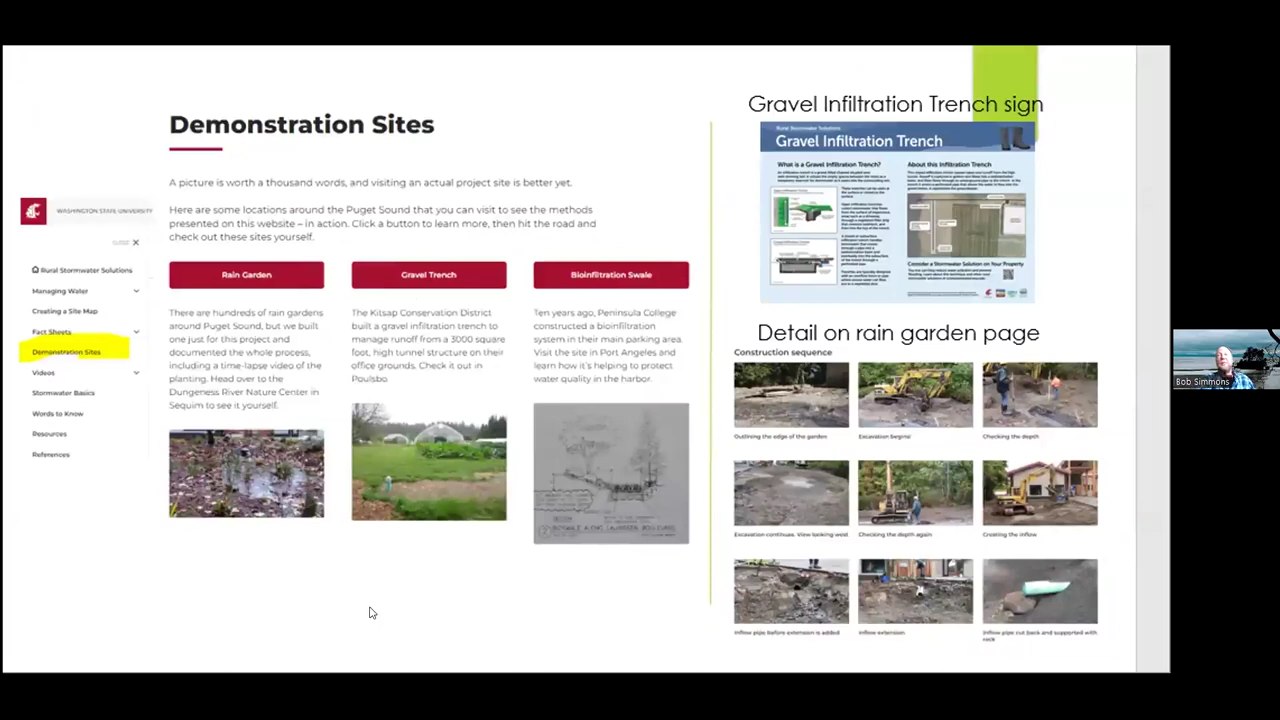 Demonstration Sites
A picture is worth a thousand words, and visiting an actual project site is better yet.
Here are some locations around the Puget Sound that you can visit to see the methods
presented on this website – in action. Click a button to learn more, then hit the road and
check out these sites yourself.
WASHINGTON STATE UNIVERSITY
CLOSE
Rural Stormwater Solutions
Managing Water
Creating a Site Map
Fact Sheets
Demonstration Sites
Videos
Stormwater Basics
Words to Know
Resources
References
Rain Garden
There are hundreds of rain gardens
around Puget Sound, but we built
one just for this project and
documented the whole process,
including a time-lapse video of the
planting. Head over to the
Dungeness River Nature Center in
Sequim to see it yourself.
Gravel Trench
The Kitsap Conservation District
built a gravel infiltration trench to
manage runoff from a 3000 square
foot, high tunnel structure on their
office grounds. Check it out in
Poulsbo.
Bioinfiltration Swale
Ten years ago, Peninsula College
constructed a bioinfiltration
system in their main parking area.
Visit the site in Port Angeles and
learn how it's helping to protect
water quality in the harbor.
Gravel Infiltration Trench sign
Rural Stormwater Solutions
Gravel Infiltration Trench
What is a Gravel Infiltration Trench?
About this Infiltration Trench
Consider a Stormwater Solution on Your Property
Detail on rain garden page
Construction sequence
Outlining the edge of the garden
Excavation begins!
Checking the depth
Excavation continues. View looking west
Checking the depth again
Creating the inflow
Inflow pipe before extension is added
Inflow extension
Inflow pipe cut back and supported with
rock
Bob Simmons